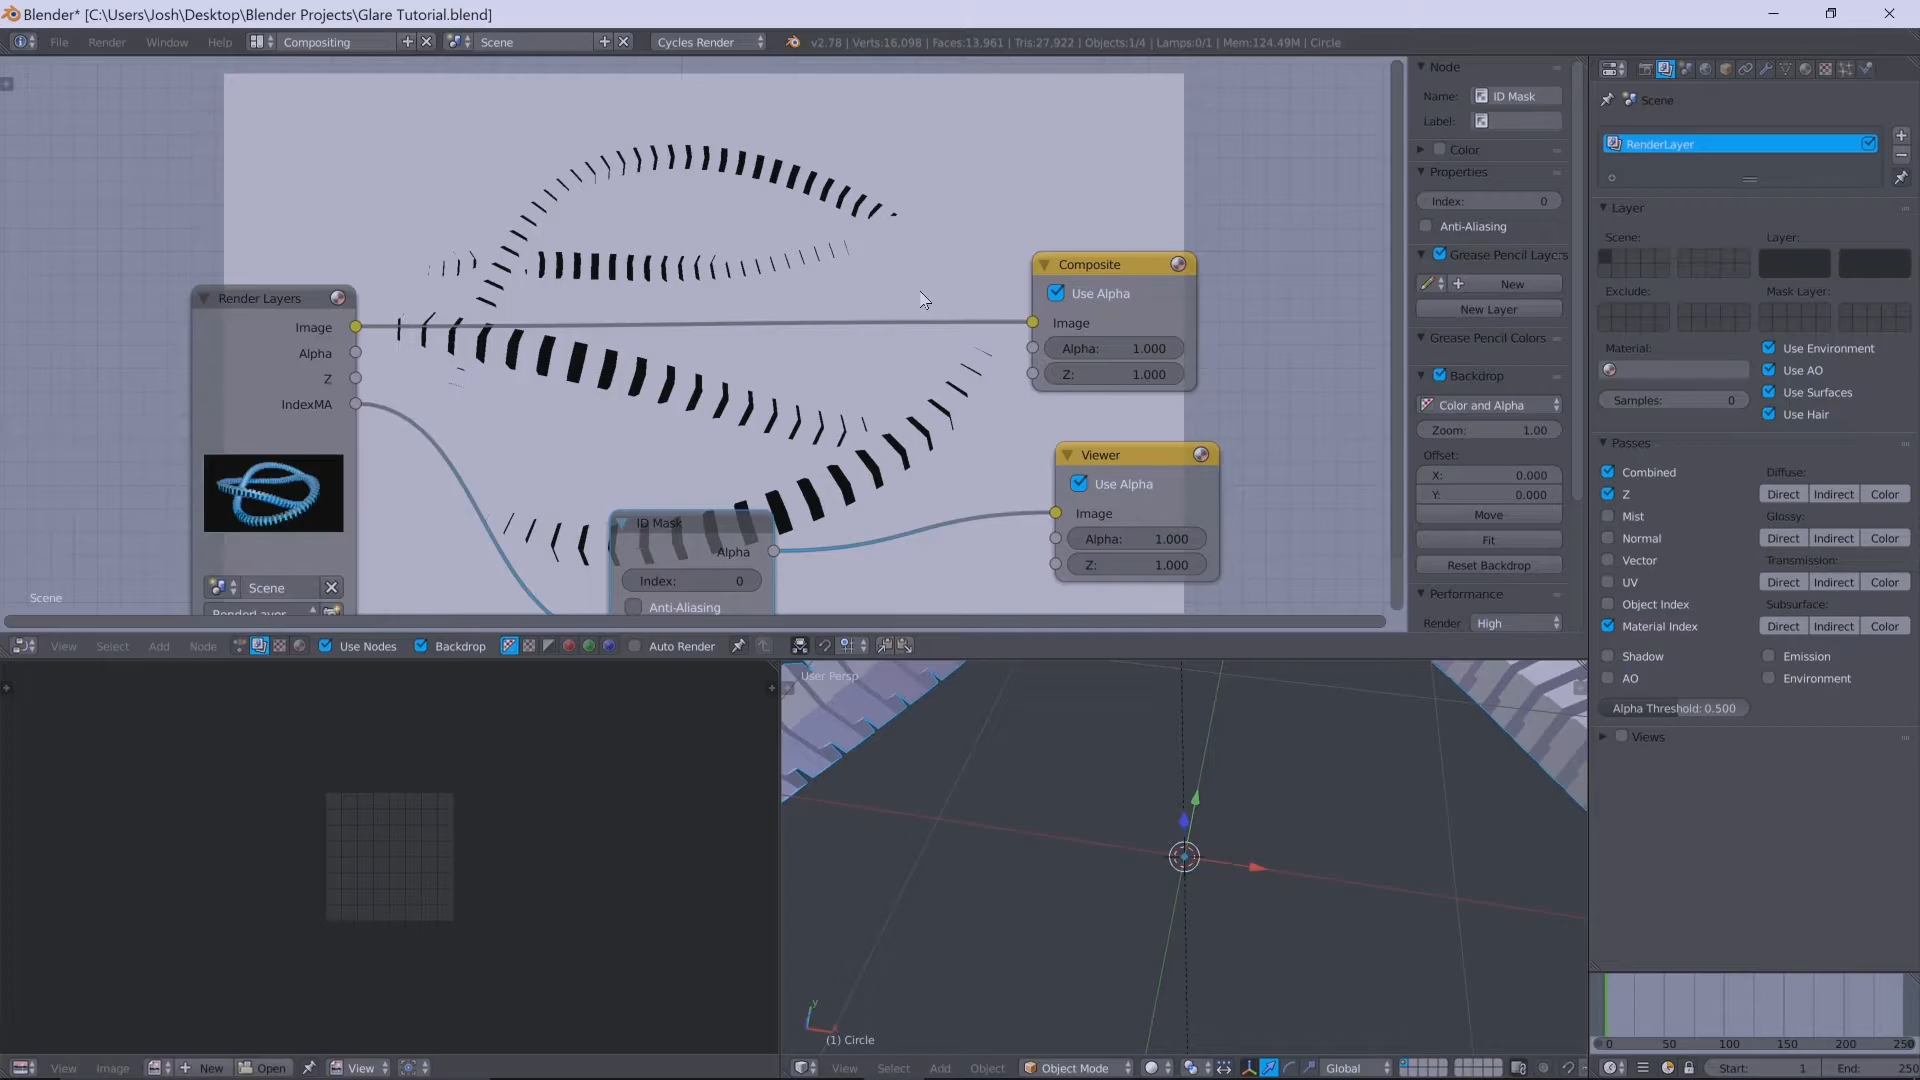 Blender* [C:\Users\Josh\Desktop\Blender Projects\Glare Tutorial.blend]
File Render Window Help Compositing Scene Cycles Render v2.78 | Verts:16,098 | Faces:13,961 | Tris:27,922 | Objects:1/4 | Lamps:0/1 | Mem:124.49M | Circle
Render Layers
Image
Alpha
Z
IndexMA
Scene
RenderLayer
ID Mask
Alpha
Index: 0
Anti-Aliasing
Composite
Use Alpha
Image
Alpha: 1.000
Z: 1.000
Viewer
Use Alpha
Image
Alpha: 1.000
Z: 1.000
Scene
Node
Name: ID Mask
Label:
Color
Properties
Index: 0
Anti-Aliasing
Grease Pencil Layers
New
New Layer
Grease Pencil Colors
Backdrop
Color and Alpha
Zoom: 1.00
Offset:
X: 0.000
Y: 0.000
Move
Fit
Reset Backdrop
Performance
Render High
Scene
RenderLayer
Layer
Scene: Layer:
Exclude: Mask Layer:
Material: Use Environment
Use AO
Samples: 0 Use Surfaces
Use Hair
Passes
Combined Diffuse:
Z Direct Indirect Color
Mist Glossy:
Normal Direct Indirect Color
Vector Transmission:
UV Direct Indirect Color
Object Index Subsurface:
Material Index Direct Indirect Color
Shadow Emission
AO Environment
Alpha Threshold: 0.500
Views
View Select Add Node Use Nodes Backdrop Auto Render
User Persp
(1) Circle
y
x
View Image New Open View
View Select Add Object Object Mode Global
0 50 100 150 200 250
Start: 1 End: 250